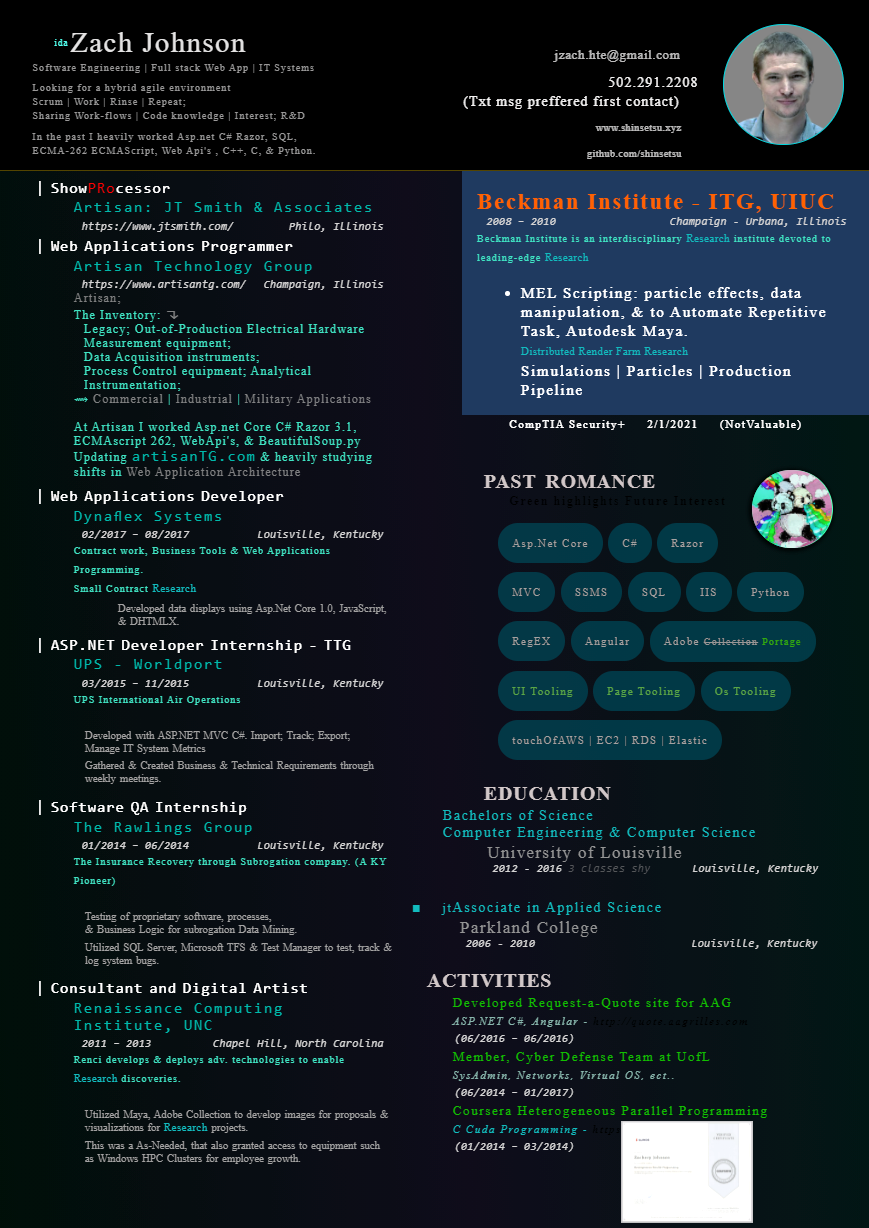 ida Zach Johnson
Software Engineering | Full stack Web App | IT Systems
Looking for a hybrid agile environment
Scrum | Work | Rinse | Repeat;
Sharing Work-flows | Code knowledge | Interest; R&D
In the past I heavily worked Asp.net C# Razor, SQL,
ECMA-262 ECMAScript, Web Api's , C++, C, & Python.
jzach.hte@gmail.com
502.291.2208
(Txt msg preffered first contact)
www.shinsetsu.xyz
github.com/shinsetsu
| ShowPRocessor
Artisan: JT Smith & Associates
https://www.jtsmith.com/ Philo, Illinois
| Web Applications Programmer
Artisan Technology Group
https://www.artisantg.com/ Champaign, Illinois
Artisan;
The Inventory: ⤵
Legacy; Out-of-Production Electrical Hardware
Measurement equipment;
Data Acquisition instruments;
Process Control equipment; Analytical
Instrumentation;
⟿ Commercial | Industrial | Military Applications
At Artisan I worked Asp.net Core C# Razor 3.1,
ECMAscript 262, WebApi's, & BeautifulSoup.py
Updating artisanTG.com & heavily studying
shifts in Web Application Architecture
| Web Applications Developer
Dynaflex Systems
02/2017 – 08/2017 Louisville, Kentucky
Contract work, Business Tools & Web Applications
Programming.
Small Contract Research
Developed data displays using Asp.Net Core 1.0, JavaScript,
& DHTMLX.
| ASP.NET Developer Internship - TTG
UPS - Worldport
03/2015 – 11/2015 Louisville, Kentucky
UPS International Air Operations
Developed with ASP.NET MVC C#. Import; Track; Export;
Manage IT System Metrics
Gathered & Created Business & Technical Requirements through
weekly meetings.
| Software QA Internship
The Rawlings Group
01/2014 – 06/2014 Louisville, Kentucky
The Insurance Recovery through Subrogation company. (A KY
Pioneer)
Testing of proprietary software, processes,
& Business Logic for subrogation Data Mining.
Utilized SQL Server, Microsoft TFS & Test Manager to test, track &
log system bugs.
| Consultant and Digital Artist
Renaissance Computing
Institute, UNC
2011 – 2013 Chapel Hill, North Carolina
Renci develops & deploys adv. technologies to enable
Research discoveries.
Utilized Maya, Adobe Collection to develop images for proposals &
visualizations for Research projects.
This was a As-Needed, that also granted access to equipment such
as Windows HPC Clusters for employee growth.
Beckman Institute - ITG, UIUC
2008 – 2010 Champaign - Urbana, Illinois
Beckman Institute is an interdisciplinary Research institute devoted to
leading-edge Research
• MEL Scripting: particle effects, data
manipulation, & to Automate Repetitive
Task, Autodesk Maya.
Distributed Render Farm Research
Simulations | Particles | Production
Pipeline
CompTIA Security+ 2/1/2021 (NotValuable)
PAST ROMANCE
Green highlights Future Interest
Asp.Net Core C# Razor
MVC SSMS SQL IIS Python
RegEX Angular Adobe Collection Portage
UI Tooling Page Tooling Os Tooling
touchOfAWS | EC2 | RDS | Elastic
EDUCATION
Bachelors of Science
Computer Engineering & Computer Science
University of Louisville
2012 - 2016 3 classes shy Louisville, Kentucky
■ jtAssociate in Applied Science
Parkland College
2006 - 2010 Louisville, Kentucky
ACTIVITIES
Developed Request-a-Quote site for AAG
ASP.NET C#, Angular - http://quote.aagvilles.com
(06/2016 – 06/2016)
Member, Cyber Defense Team at UofL
SysAdmin, Networks, Virtual OS, ect..
(06/2014 – 01/2017)
Coursera Heterogeneous Parallel Programming
C Cuda Programming - http
(01/2014 – 03/2014)